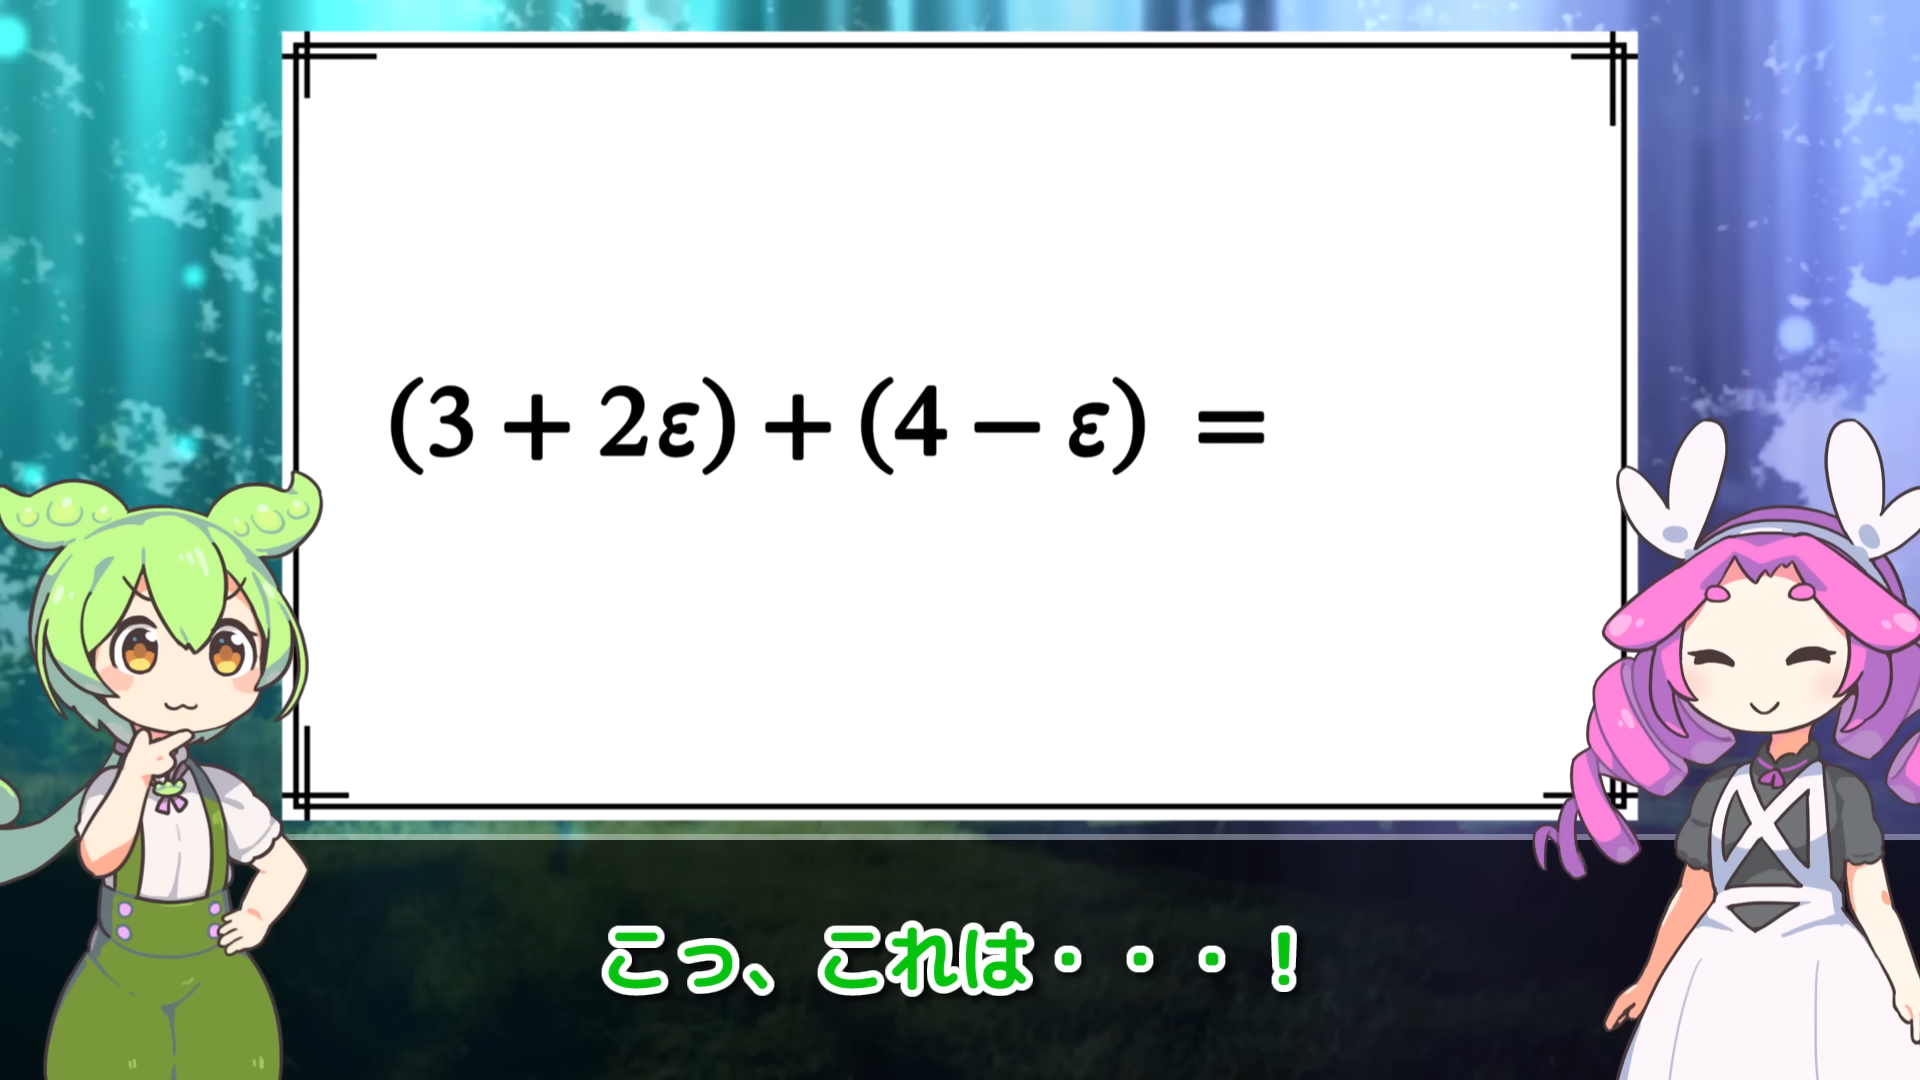 (3 + 2ε) + (4 − ε) =
こっ、これは・・・！